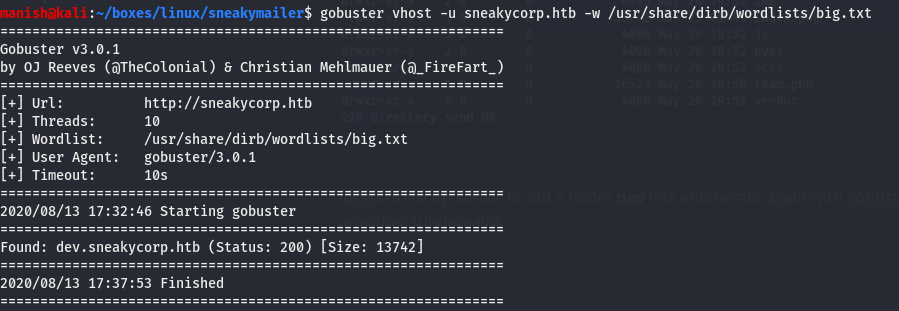 manish@kali:~/boxes/linux/sneakymailer$ gobuster vhost -u sneakycorp.htb -w /usr/share/dirb/wordlists/big.txt
===============================================================
Gobuster v3.0.1
by OJ Reeves (@TheColonial) & Christian Mehlmauer (@_FireFart_)
===============================================================
[+] Url:          http://sneakycorp.htb
[+] Threads:      10
[+] Wordlist:     /usr/share/dirb/wordlists/big.txt
[+] User Agent:   gobuster/3.0.1
[+] Timeout:      10s
===============================================================
2020/08/13 17:32:46 Starting gobuster
===============================================================
Found: dev.sneakycorp.htb (Status: 200) [Size: 13742]
===============================================================
2020/08/13 17:37:53 Finished
===============================================================